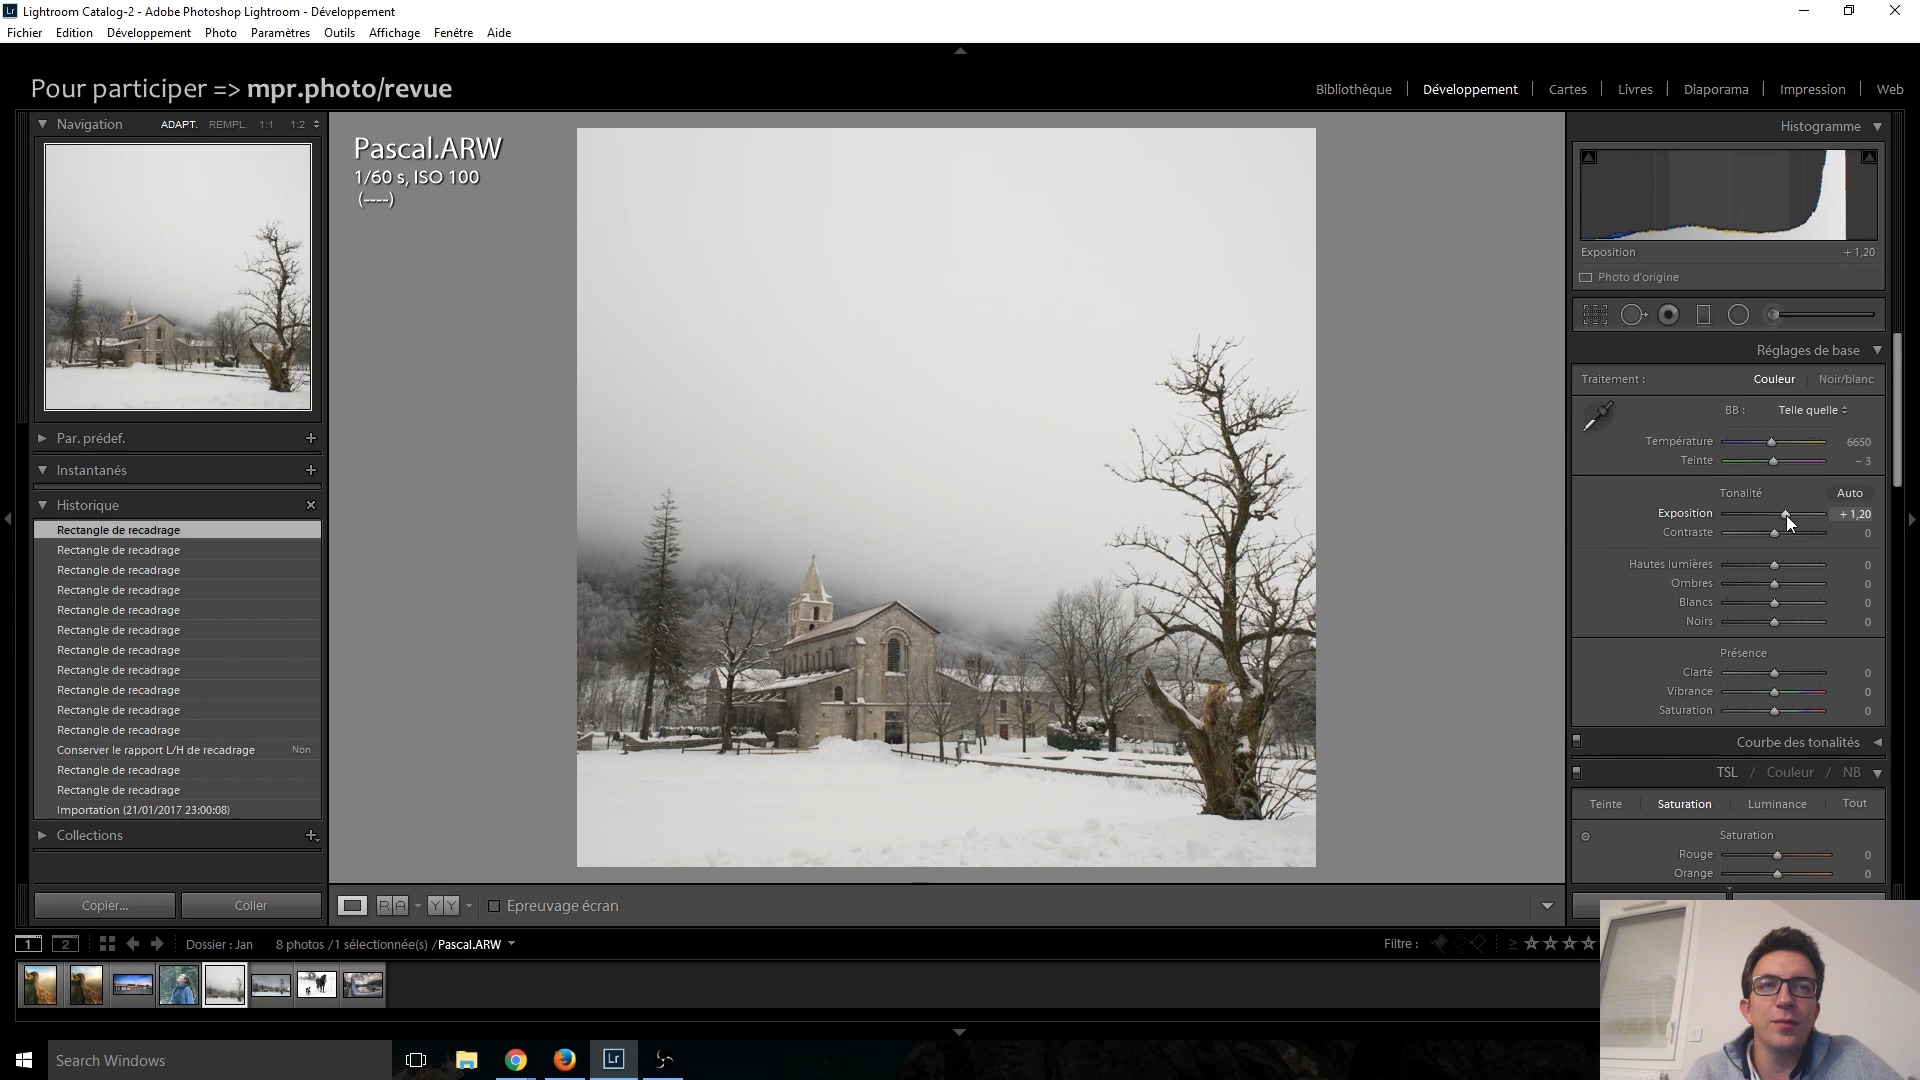 Lightroom Catalog-2 - Adobe Photoshop Lightroom - Développement
Fichier Edition Développement Photo Paramètres Outils Affichage Fenêtre Aide
Pour participer => mpr.photo/revue
Bibliothèque | Développement | Cartes | Livres | Diaporama | Impression | Web
Navigation ADAPT. REMPL. 1:1 1:2
Par. prédef.
Instantanés
Historique
Rectangle de recadrage
Rectangle de recadrage
Rectangle de recadrage
Rectangle de recadrage
Rectangle de recadrage
Rectangle de recadrage
Rectangle de recadrage
Rectangle de recadrage
Rectangle de recadrage
Rectangle de recadrage
Rectangle de recadrage
Conserver le rapport L/H de recadrage Non
Rectangle de recadrage
Rectangle de recadrage
Importation (21/01/2017 23:00:08)
Collections
Copier... Coller
Pascal.ARW
1/60 s, ISO 100
(----)
Histogramme
Exposition + 1,20
Photo d'origine
Réglages de base
Traitement : Couleur | Noir/blanc
BB : Telle quelle
Température 6650
Teinte – 3
Tonalité Auto
Exposition + 1,20
Contraste 0
Hautes lumières 0
Ombres 0
Blancs 0
Noirs 0
Présence
Clarté 0
Vibrance 0
Saturation 0
Courbe des tonalités
TSL / Couleur / NB
Teinte | Saturation | Luminance | Tout
Saturation
Rouge 0
Orange 0
R A Y Y Epreuvage écran
1 2 Dossier : Jan 8 photos /1 sélectionnée(s) /Pascal.ARW Filtre : ≥
Search Windows
Lr